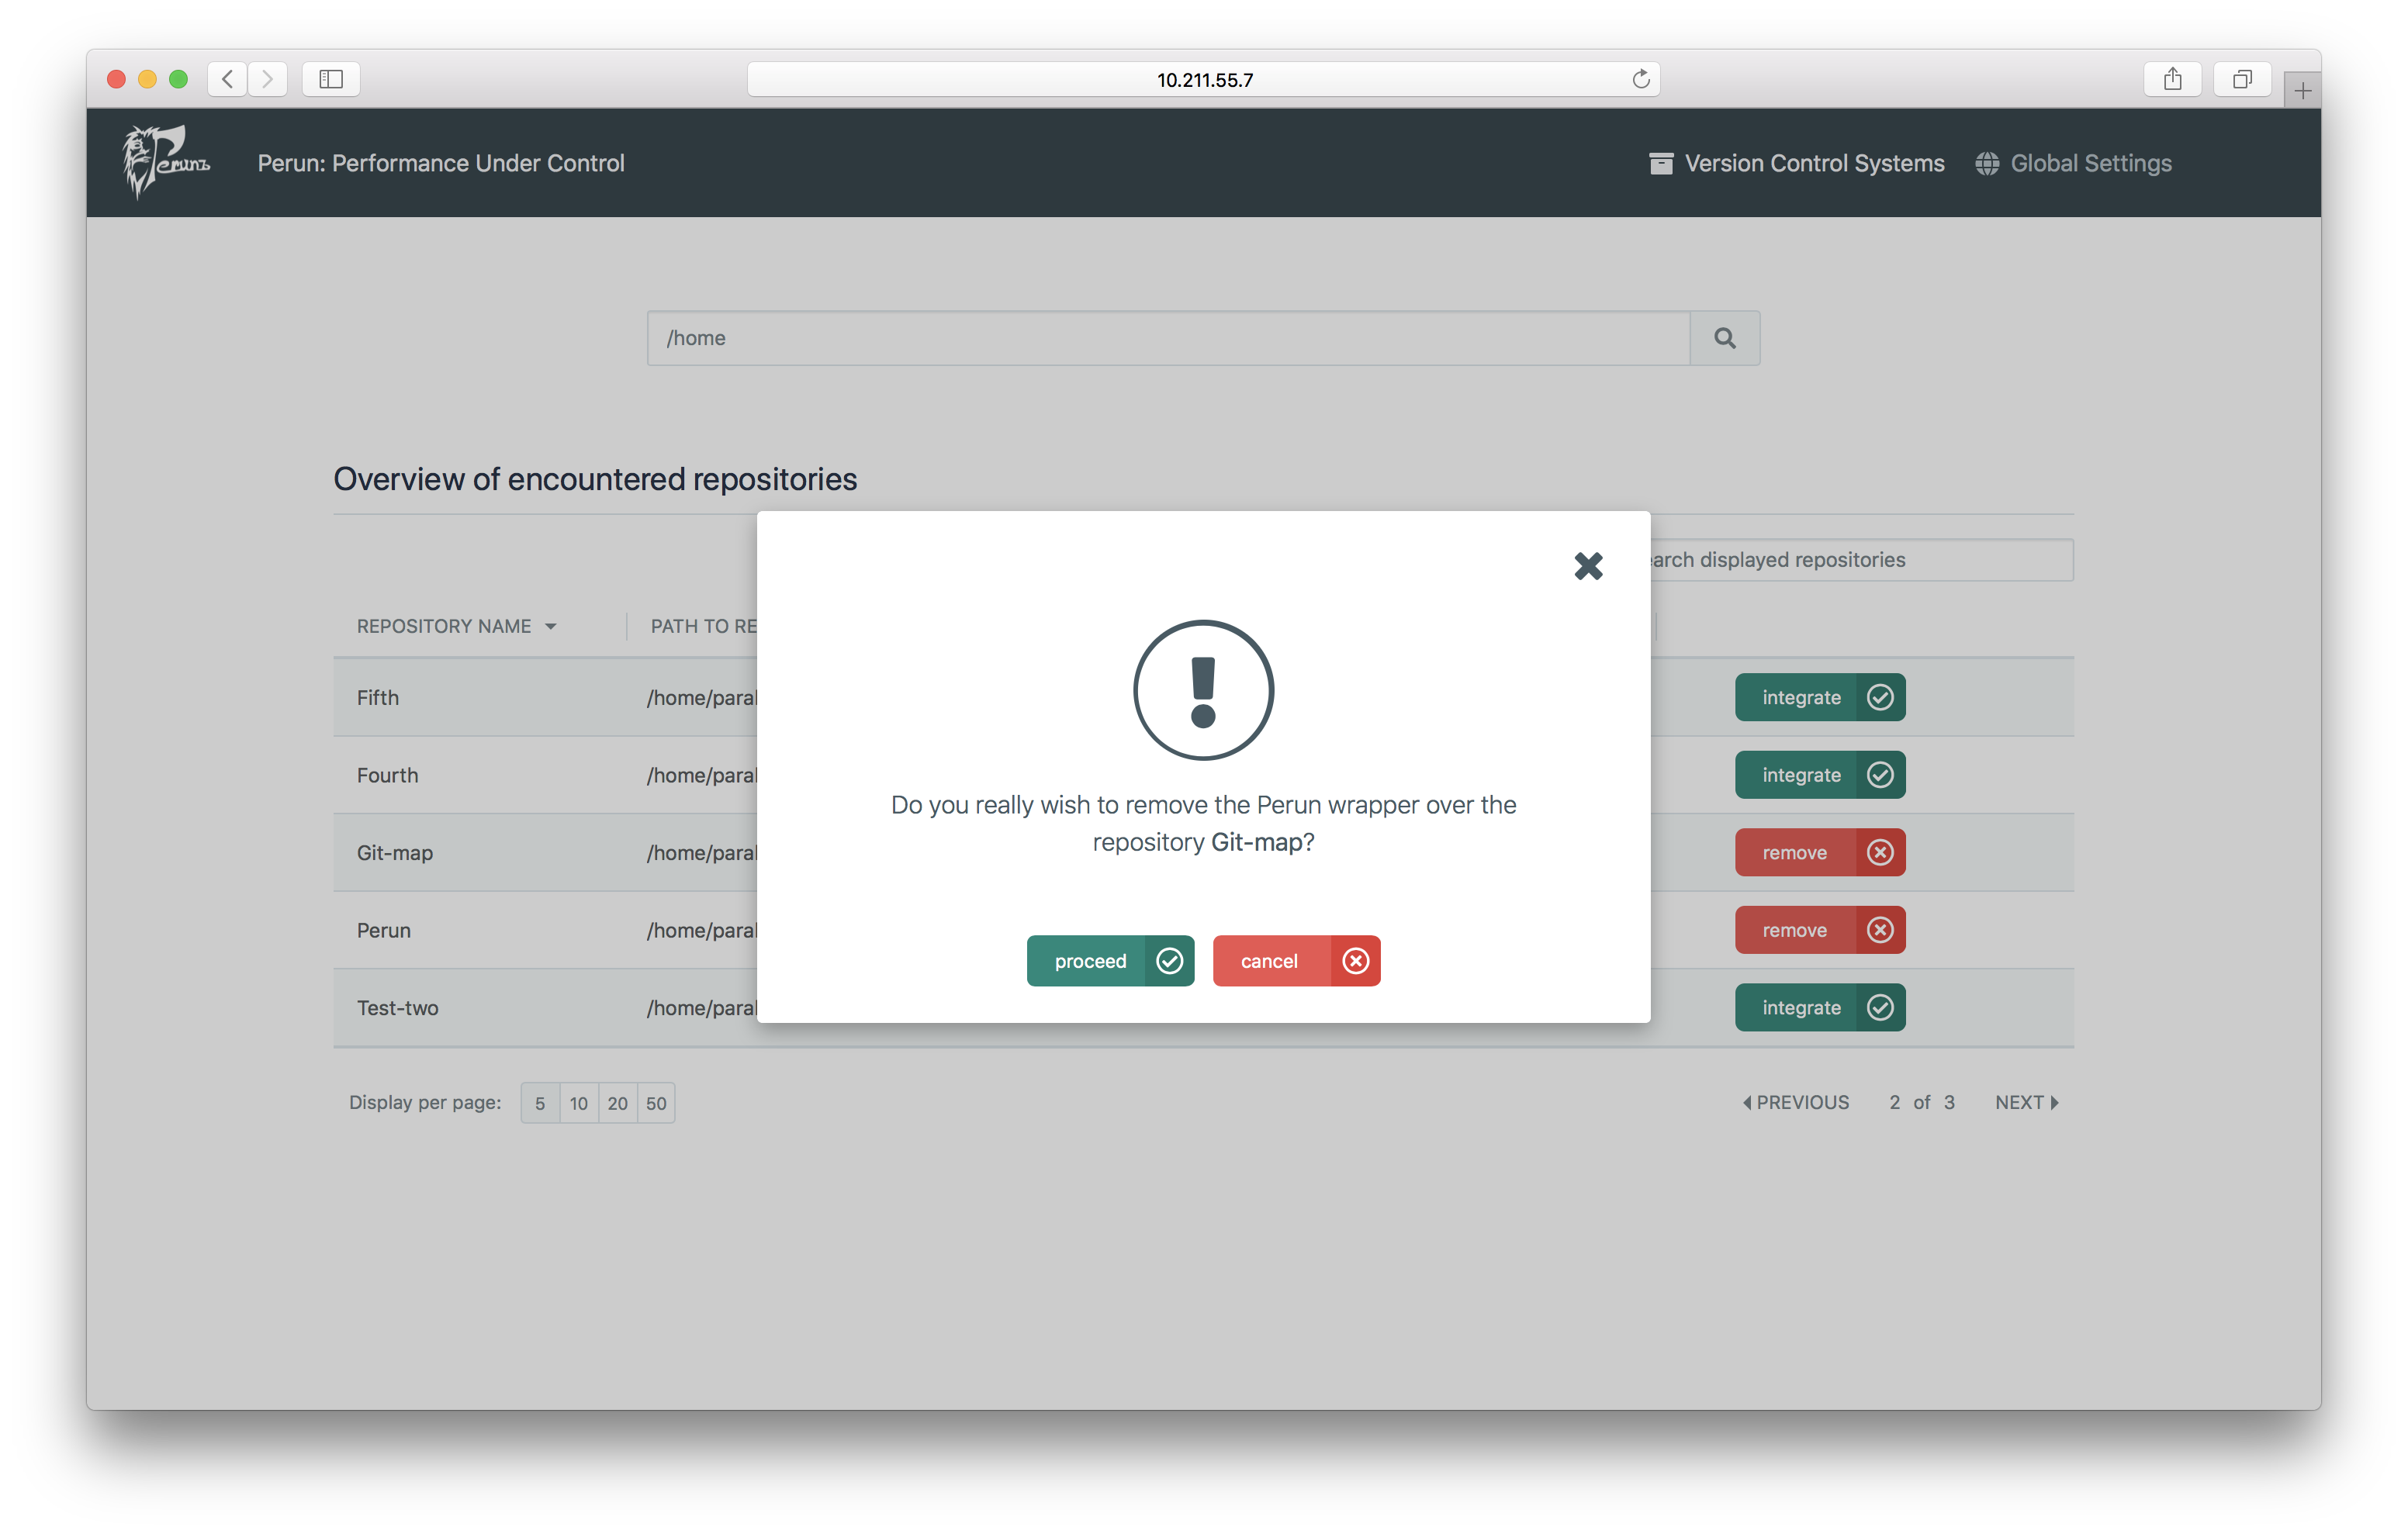 10.211.55.7
Perun
Perun: Performance Under Control
Version Control Systems
Global Settings
/home
Overview of encountered repositories
arch displayed repositories
REPOSITORY NAME
PATH TO RE
Fifth
/home/paral
integrate
Fourth
/home/paral
integrate
Do you really wish to remove the Perun wrapper over the
repository Git-map?
Git-map
/home/paral
remove
Perun
/home/paral
remove
proceed
cancel
Test-two
/home/paral
integrate
Display per page:
5 10 20 50
PREVIOUS 2 of 3 NEXT